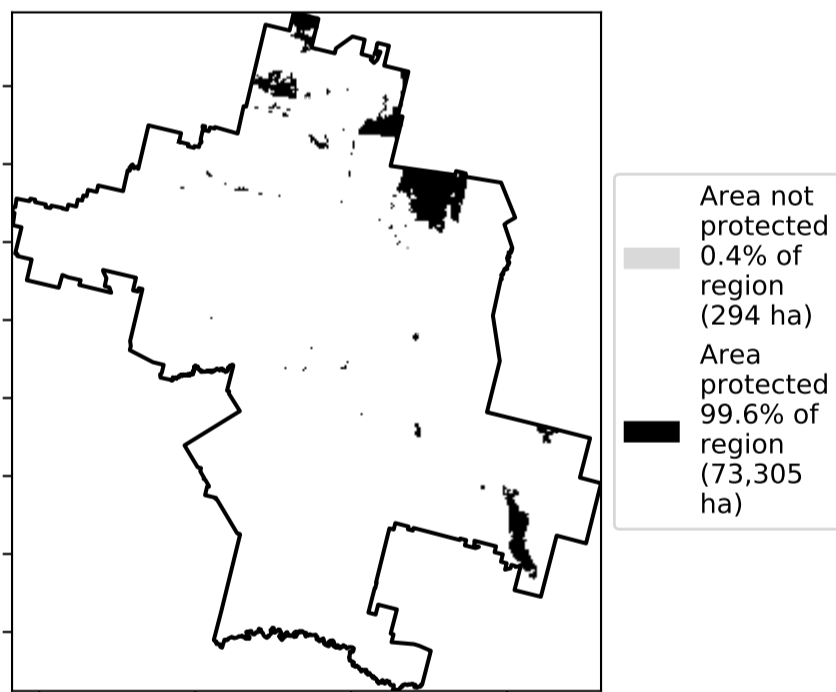 Area not
protected
0.4% of
region
(294 ha)
Area
protected
99.6% of
region
(73,305
ha)